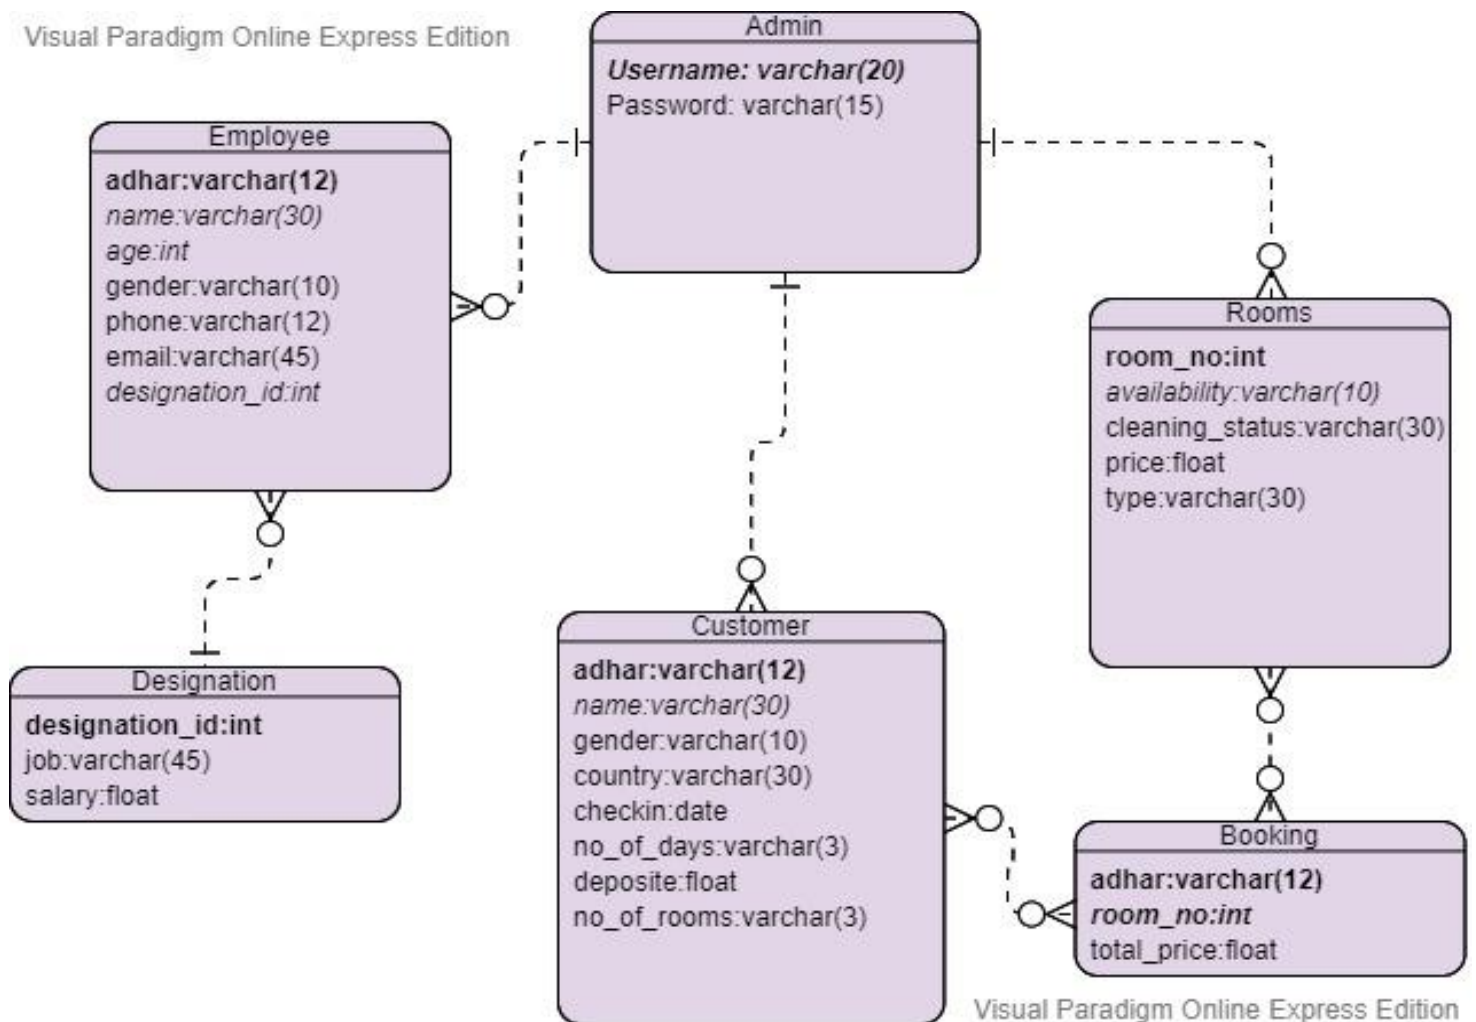 Visual Paradigm Online Express Edition
Admin
Username: varchar(20)
Password: varchar(15)
Employee
adhar:varchar(12)
name:varchar(30)
age:int
gender:varchar(10)
phone:varchar(12)
email:varchar(45)
designation_id:int
Rooms
room_no:int
availability:varchar(10)
cleaning_status:varchar(30)
price:float
type:varchar(30)
Designation
designation_id:int
job:varchar(45)
salary:float
Customer
adhar:varchar(12)
name:varchar(30)
gender:varchar(10)
country:varchar(30)
checkin:date
no_of_days:varchar(3)
deposite:float
no_of_rooms:varchar(3)
Booking
adhar:varchar(12)
room_no:int
total_price:float
Visual Paradigm Online Express Edition